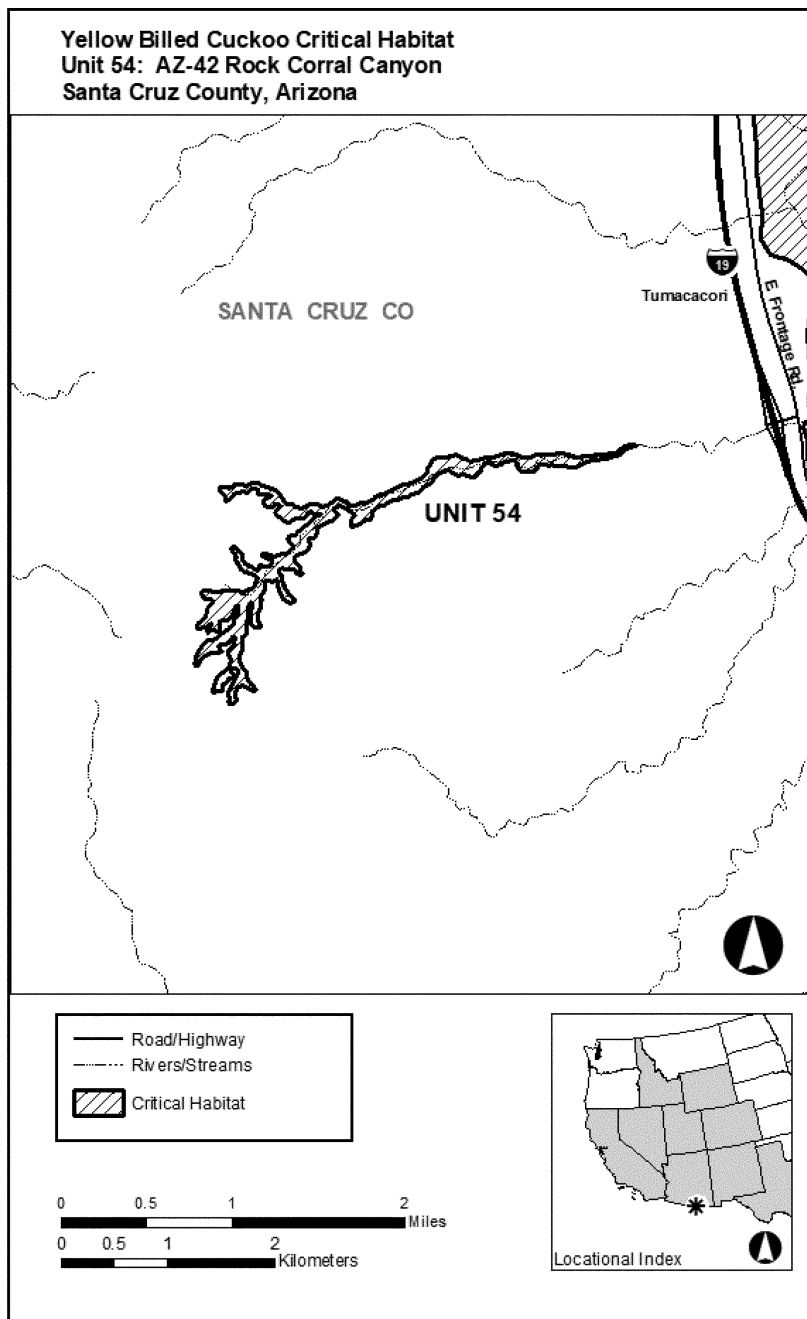 Yellow Billed Cuckoo Critical Habitat
Unit 54: AZ-42 Rock Corral Canyon
Santa Cruz County, Arizona
19
Tumacacori
E. Frontage Rd.
SANTA CRUZ CO
UNIT 54
Road/Highway
Rivers/Streams
Critical Habitat
0 0.5 1 2
Miles
0 0.5 1 2
Kilometers
Locational Index